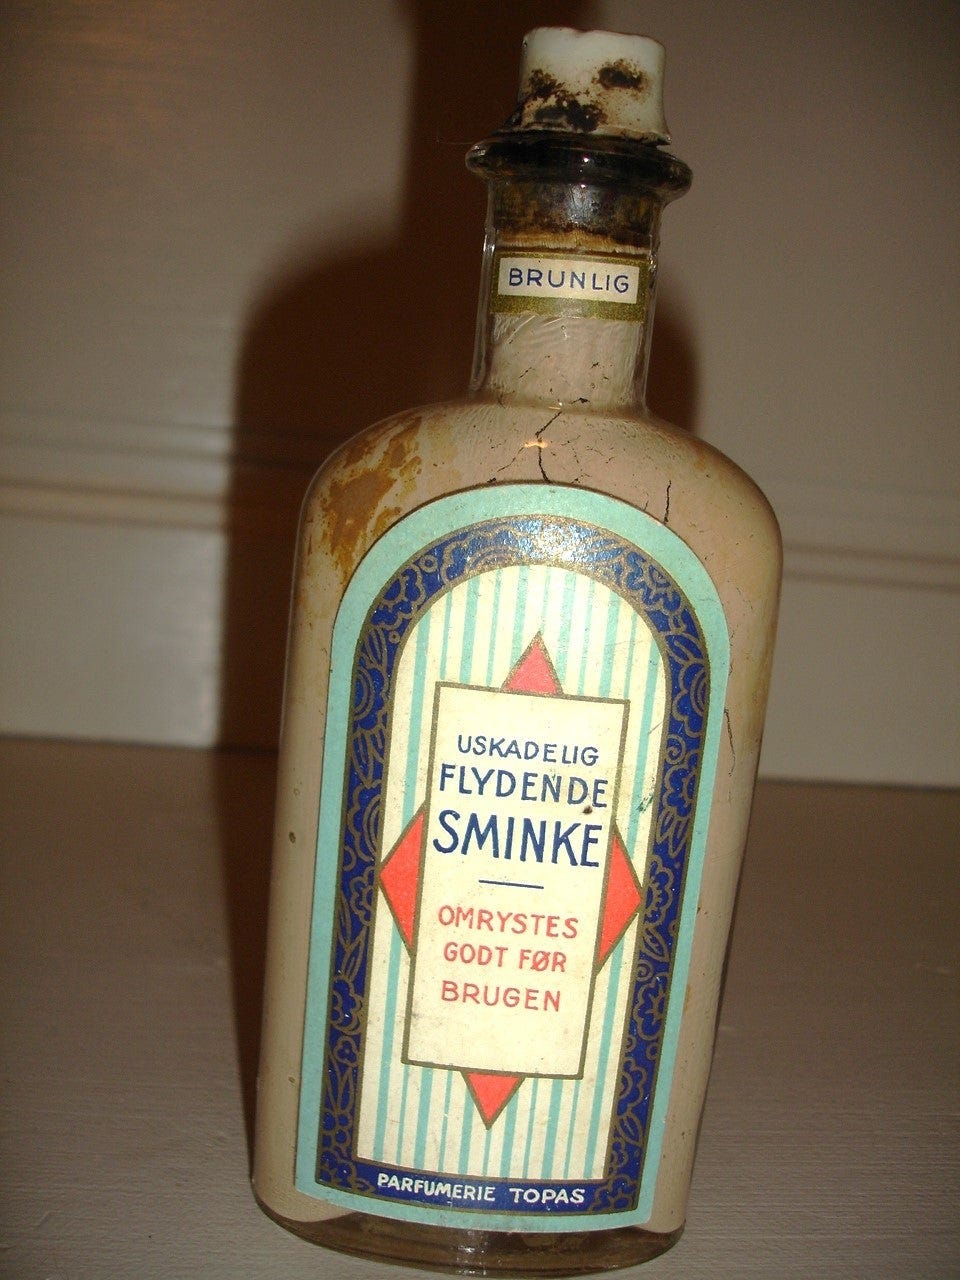 BRUNLIG
USKADELIG
FLYDENDE
SMINKE
OMRYSTES
GODT FØR
BRUGEN
PARFUMERIE TOPAS